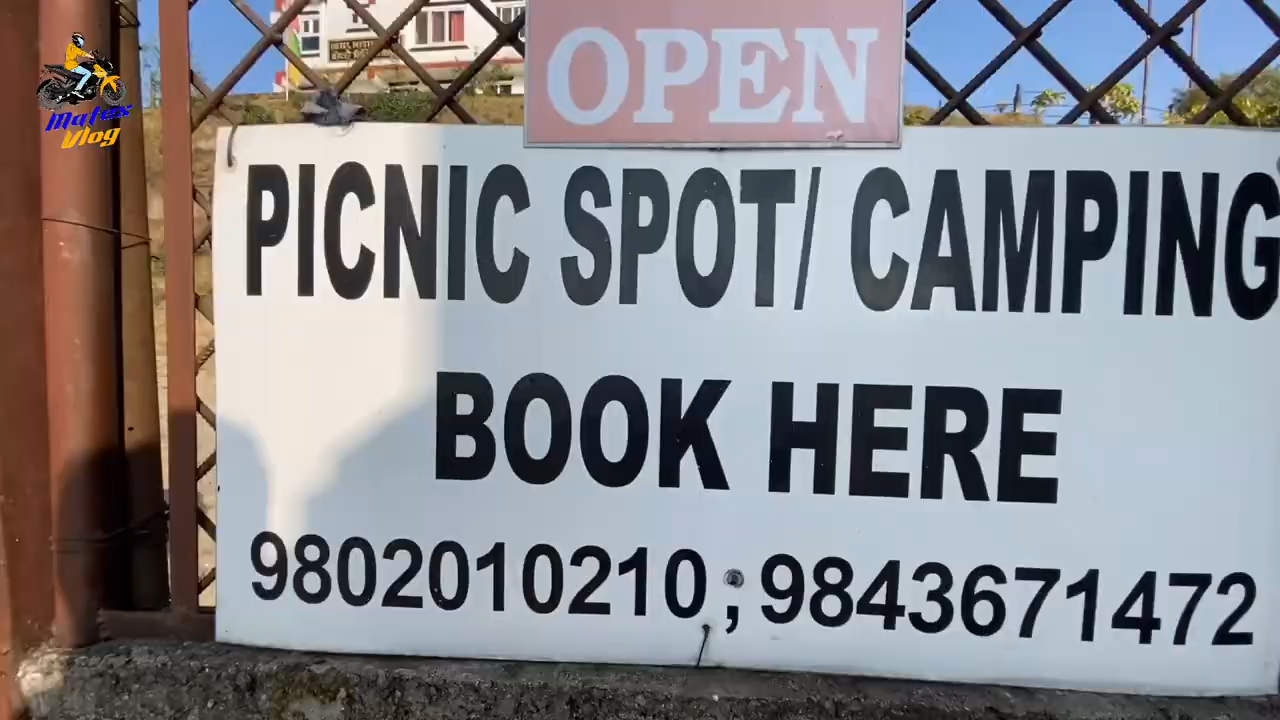 Mates
Vlog
OPEN
PICNIC SPOT/ CAMPING
BOOK HERE
9802010210 ; 9843671472